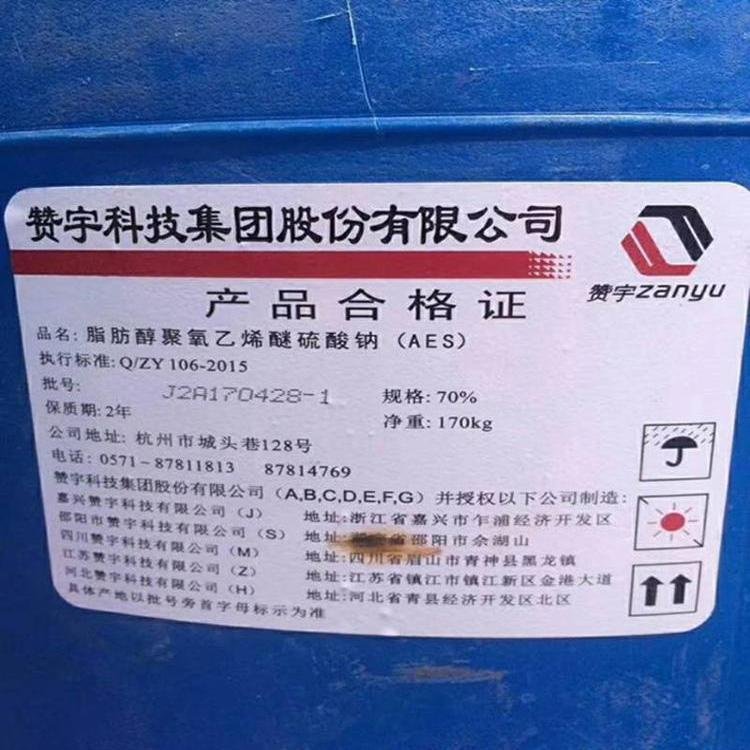 赞宇科技集团股份有限公司
赞宇zanyu
产品合格证
品名: 脂肪醇聚氧乙烯醚硫酸钠 (AES)
执行标准: Q/ZY 106-2015
批号: J2A170428-1 规格: 70%
保质期: 2年 净重: 170kg
公司地址: 杭州市城头巷128号
电话: 0571-87811813 87814769
赞宇科技集团股份有限公司 (A,B,C,D,E,F,G) 并授权以下公司制造:
嘉兴赞宇科技有限公司 (J) 地址: 浙江省嘉兴市乍浦经济开发区
邵阳市赞宇科技有限公司 (S) 地址: 省邵阳市余湖山
四川赞宇科技有限公司 (M) 地址: 四川省眉山市青神县黑龙镇
江苏赞宇科技有限公司 (Z) 地址: 江苏省镇江市镇江新区金港大道
河北赞宇科技有限公司 (H) 地址: 河北省青县经济开发区北区
具体产地以批号旁首字母标示为准